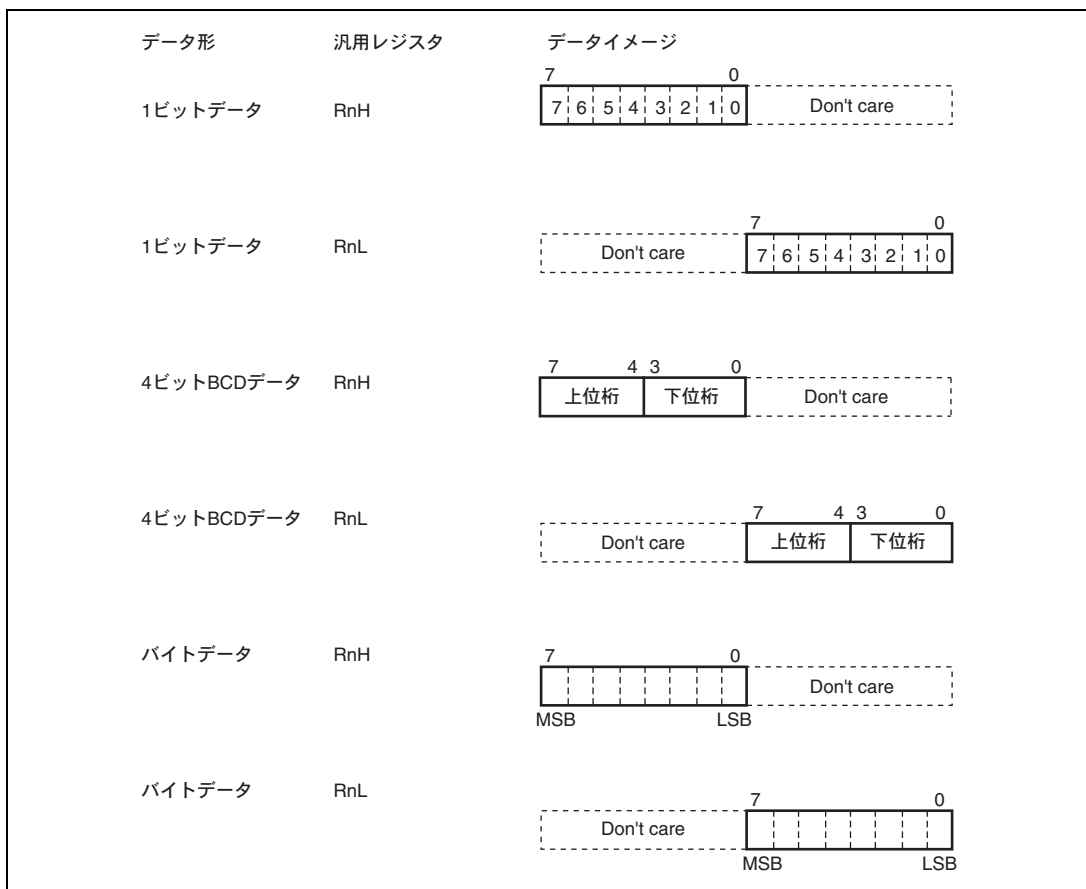 データ形 汎用レジスタ データイメージ
7 0
1ビットデータ RnH 7 6 5 4 3 2 1 0 Don't care
7 0
1ビットデータ RnL Don't care 7 6 5 4 3 2 1 0
7 4 3 0
4ビットBCDデータ RnH 上位桁 下位桁 Don't care
7 4 3 0
4ビットBCDデータ RnL Don't care 上位桁 下位桁
7 0
バイトデータ RnH Don't care
MSB LSB
7 0
バイトデータ RnL Don't care
MSB LSB